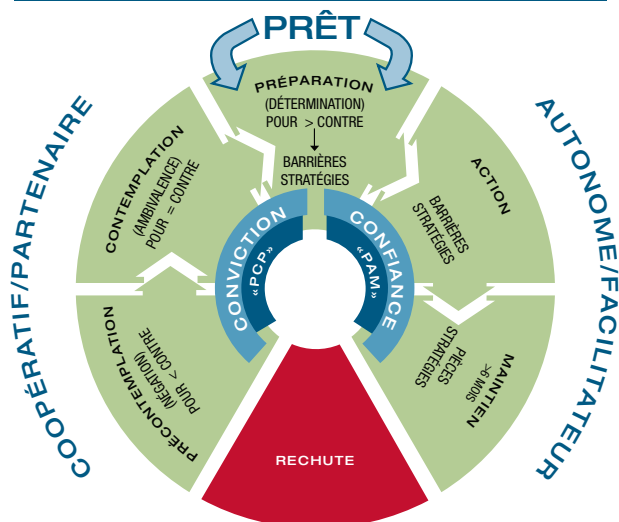 PRÊT
COOPÉRATIF/PARTENAIRE
AUTONOME/FACILITATEUR
PRÉCONTEMPLATION
(NÉGATION)
POUR < CONTRE
CONTEMPLATION
(AMBIVALENCE)
POUR = CONTRE
PRÉPARATION
(DÉTERMINATION)
POUR > CONTRE
BARRIÈRES
STRATÉGIES
ACTION
BARRIÈRES
STRATÉGIES
MAINTIEN
>6 MOIS
PIÈCES
STRATÉGIES
RECHUTE
CONVICTION
«PCP»
CONFIANCE
«PAM»